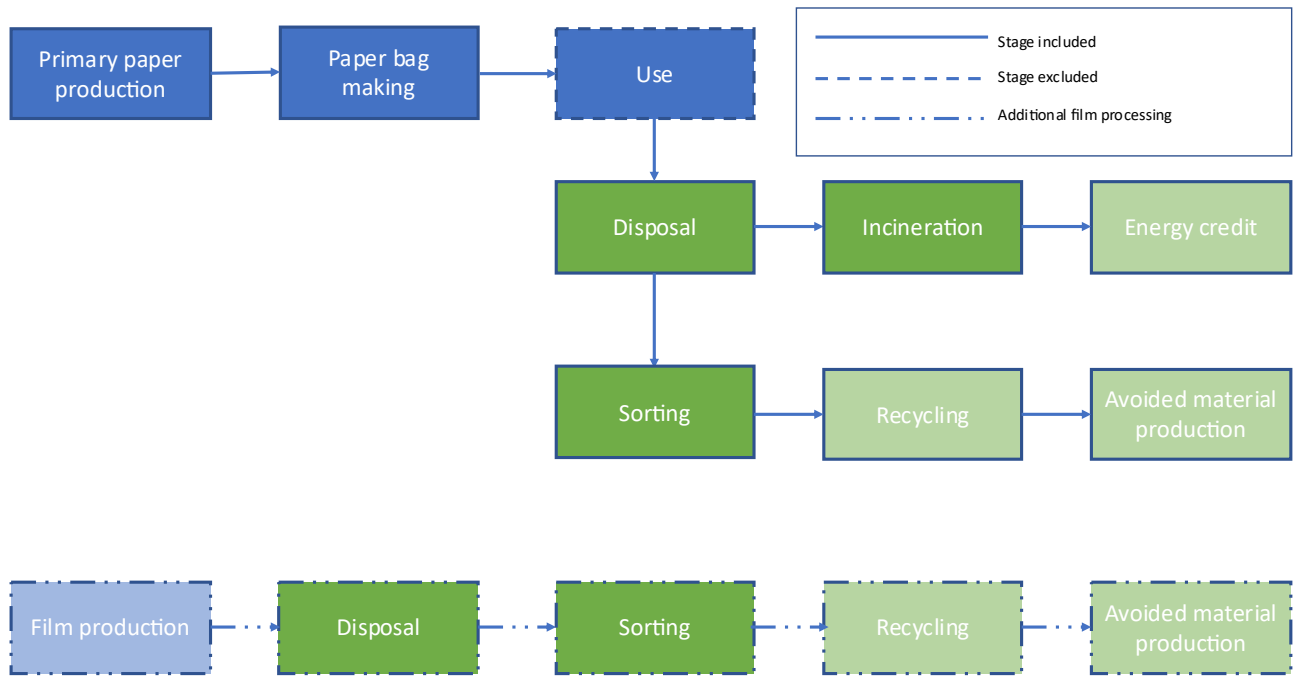 Primary paper
production
Paper bag
making
Use
Stage included
Stage excluded
Additional film processing
Disposal
Incineration
Energy credit
Sorting
Recycling
Avoided material
production
Film production
Disposal
Sorting
Recycling
Avoided material
production